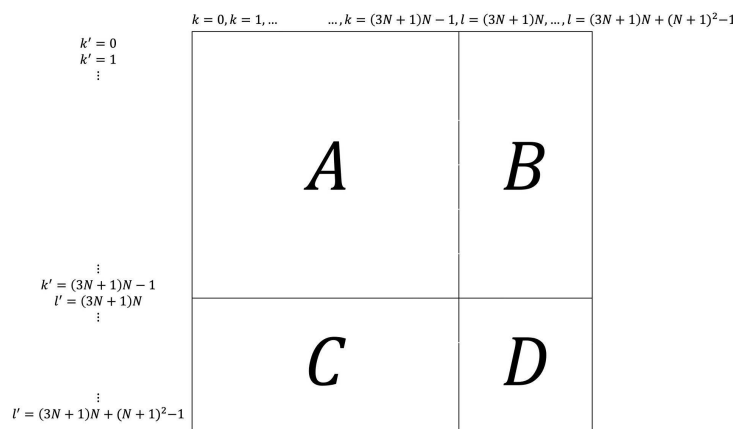 k = 0, k = 1, ... ..., k = (3N + 1)N − 1, l = (3N + 1)N, ..., l = (3N + 1)N + (N + 1)²−1
k′ = 0
k′ = 1
⋮
A B
⋮
k′ = (3N + 1)N − 1
l′ = (3N + 1)N
⋮
C D
⋮
l′ = (3N + 1)N + (N + 1)²−1